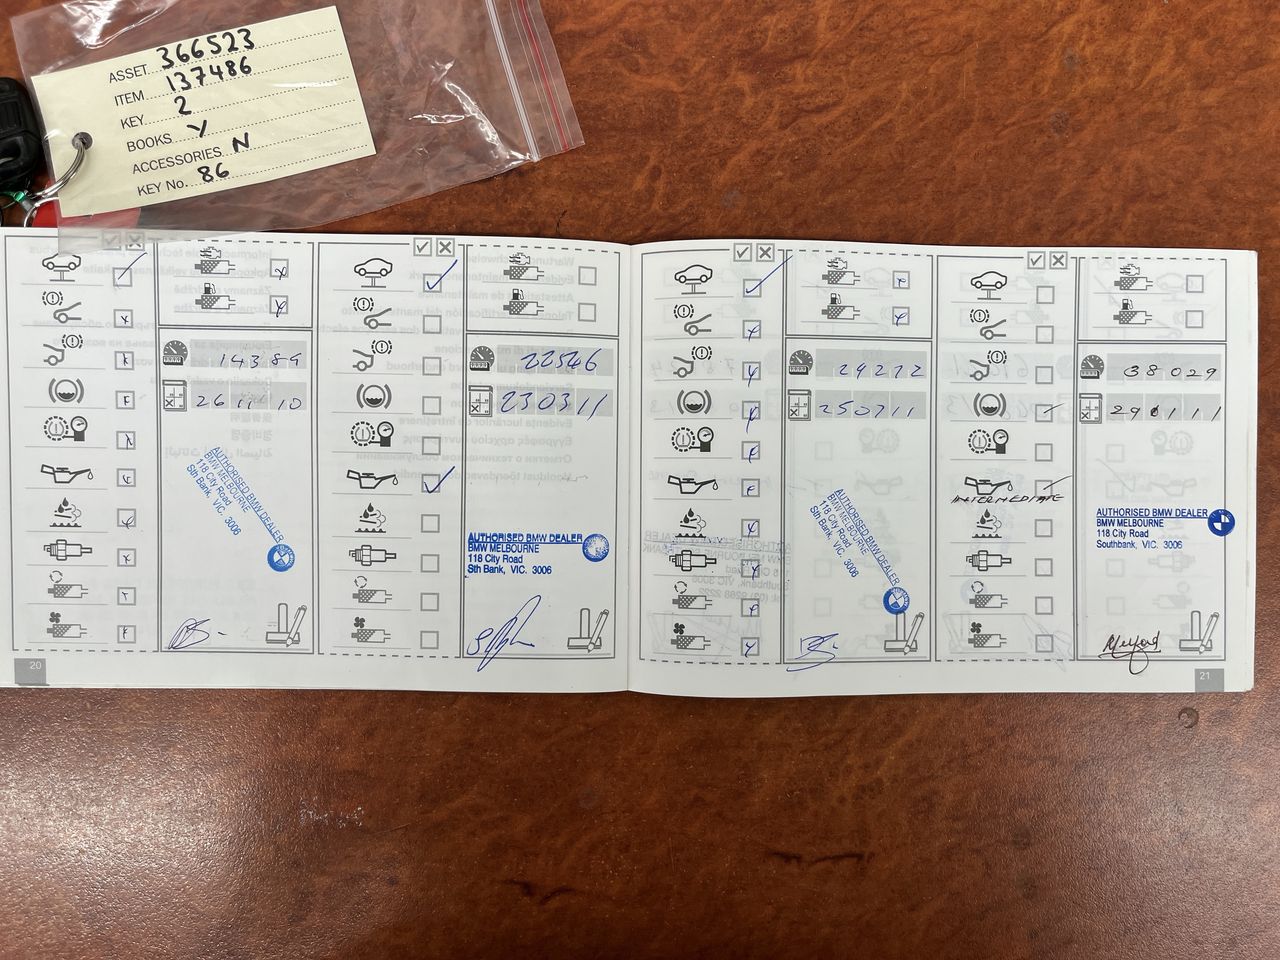 ASSET 366523
ITEM 137486
KEY 2
BOOKS Y
ACCESSORIES N
KEY No. 86
14389
26 11 10
AUTHORISED BMW DEALER
BMW MELBOURNE
118 City Road
Sth Bank, VIC. 3006
20
22546
230311
AUTHORISED BMW DEALER
BMW MELBOURNE
118 City Road
Sth Bank, VIC. 3006
29272
250711
AUTHORISED BMW DEALER
BMW MELBOURNE
118 City Road
Sth Bank, VIC. 3006
INTERMEDIATE
38029
291111
AUTHORISED BMW DEALER
BMW MELBOURNE
118 City Road
Southbank, VIC. 3006
21